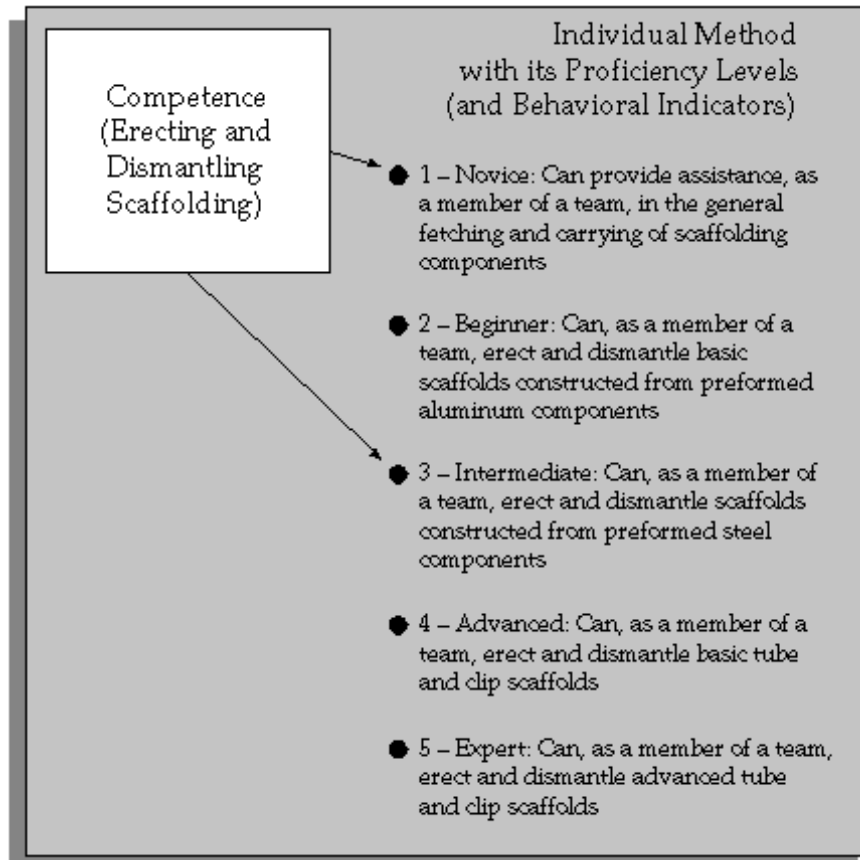 Individual Method
with its Proficiency Levels
(and Behavioral Indicators)
Competence
(Erecting and
Dismantling
Scaffolding)
1 – Novice: Can provide assistance, as
a member of a team, in the general
fetching and carrying of scaffolding
components
2 – Beginner: Can, as a member of a
team, erect and dismantle basic
scaffolds constructed from preformed
aluminum components
3 – Intermediate: Can, as a member of
a team, erect and dismantle scaffolds
constructed from preformed steel
components
4 – Advanced: Can, as a member of a
team, erect and dismantle basic tube
and clip scaffolds
5 – Expert: Can, as a member of a team,
erect and dismantle advanced tube
and clip scaffolds